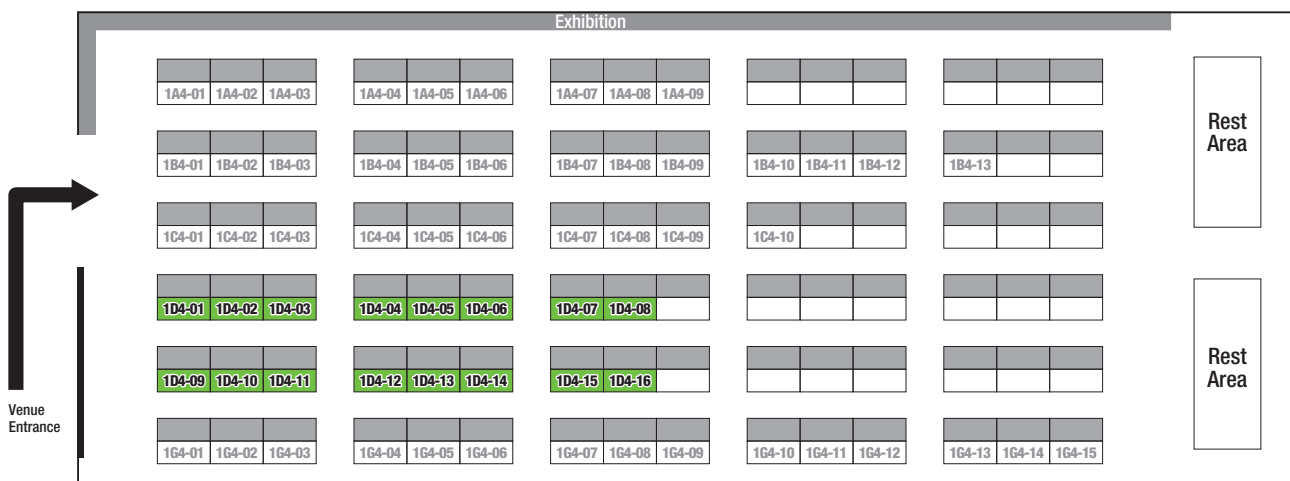 Exhibition
1A4-01 1A4-02 1A4-03 1A4-04 1A4-05 1A4-06 1A4-07 1A4-08 1A4-09
Rest
Area
1B4-01 1B4-02 1B4-03 1B4-04 1B4-05 1B4-06 1B4-07 1B4-08 1B4-09 1B4-10 1B4-11 1B4-12 1B4-13
1C4-01 1C4-02 1C4-03 1C4-04 1C4-05 1C4-06 1C4-07 1C4-08 1C4-09 1C4-10
1D4-01 1D4-02 1D4-03 1D4-04 1D4-05 1D4-06 1D4-07 1D4-08
Rest
Area
1D4-09 1D4-10 1D4-11 1D4-12 1D4-13 1D4-14 1D4-15 1D4-16
Venue
Entrance
1G4-01 1G4-02 1G4-03 1G4-04 1G4-05 1G4-06 1G4-07 1G4-08 1G4-09 1G4-10 1G4-11 1G4-12 1G4-13 1G4-14 1G4-15